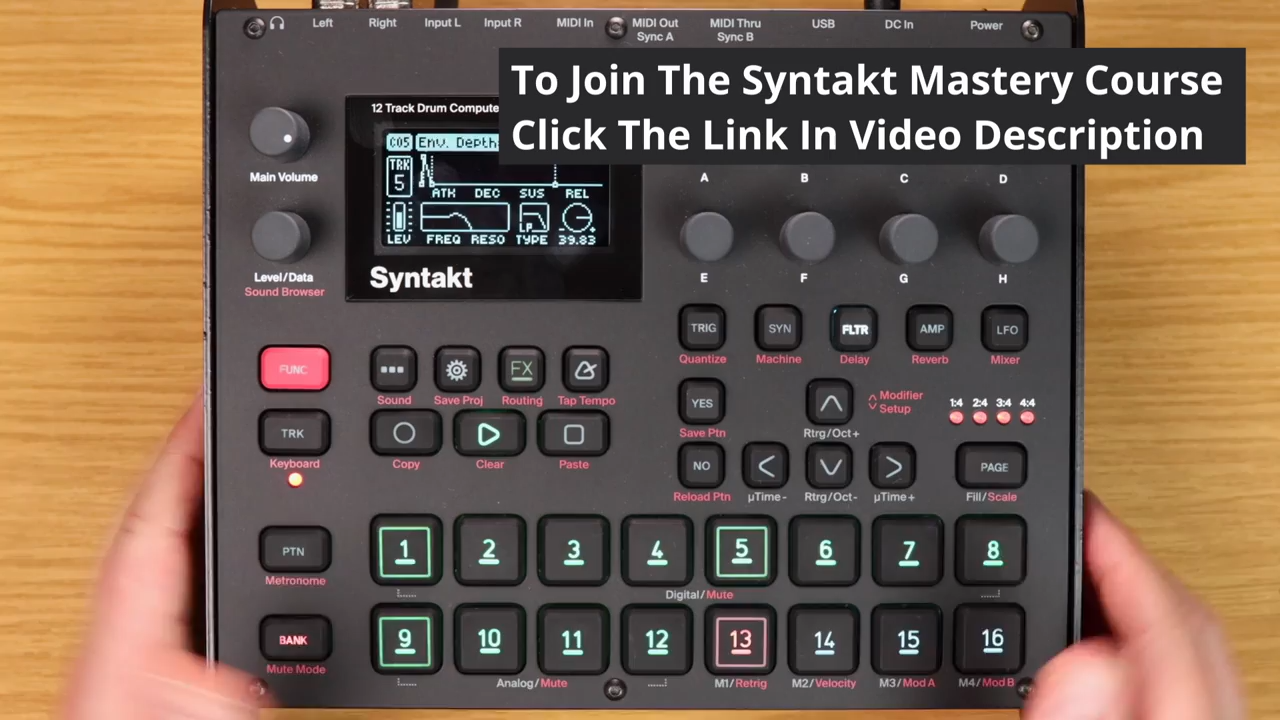 Left Right Input L Input R MIDI In MIDI Out MIDI Thru USB DC In Power
Sync A Sync B
To Join The Syntakt Mastery Course
Click The Link In Video Description
12 Track Drum Compute
C05 Env. Depth
TRK
5
ATK DEC SUS REL
LP
LEV FREQ RESO TYPE 39.83
Syntakt
Main Volume
Level/Data
Sound Browser
A B C D
E F G H
TRIG SYN FLTR AMP LFO
Quantize Machine Delay Reverb Mixer
FUNC FX
Sound Save Proj Routing Tap Tempo
YES
Save Ptn
Rtrg/Oct+
Modifier
Setup
1:4 2:4 3:4 4:4
TRK
Keyboard
Copy Clear Paste
NO PAGE
Reload Ptn µTime- Rtrg/Oct- µTime+ Fill/Scale
PTN 1 2 3 4 5 6 7 8
Metronome
Digital/Mute
BANK 9 10 11 12 13 14 15 16
Mute Mode
Analog/Mute M1/Retrig M2/Velocity M3/Mod A M4/Mod B